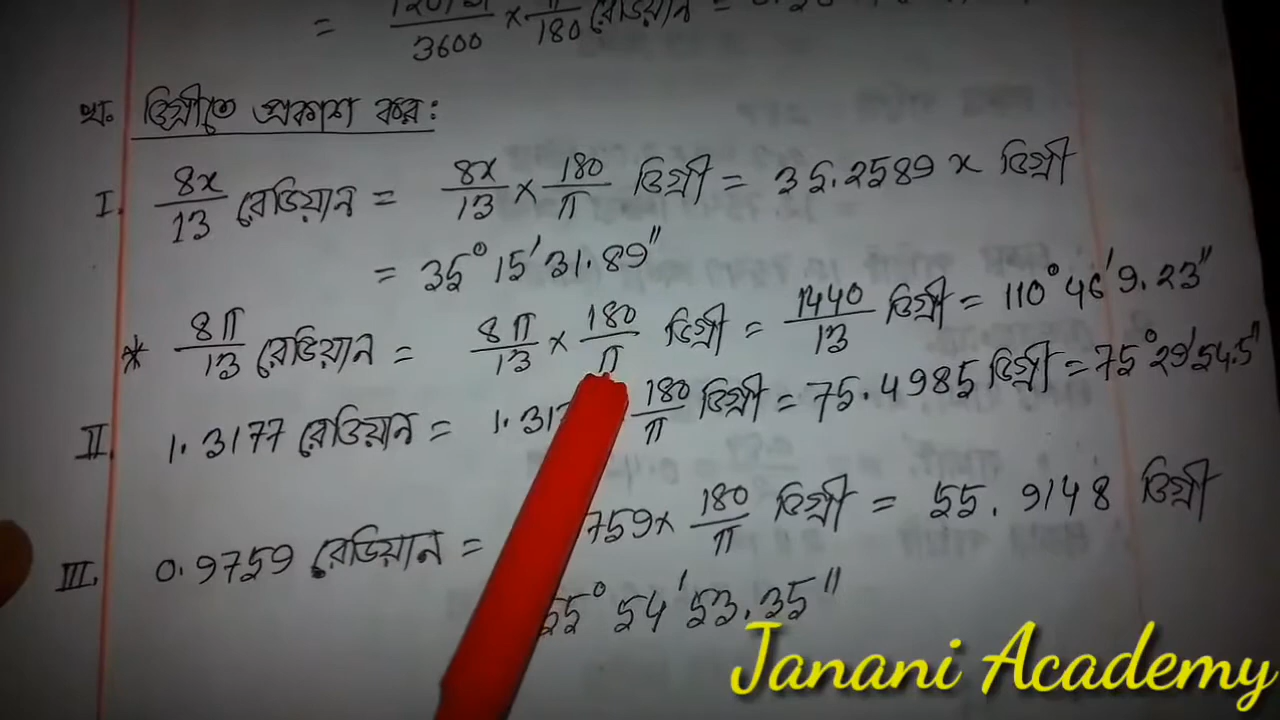 = 3600 × 180 রেডিয়ান =
খ. ডিগ্রীতে প্রকাশ কর:
I. 8x/13 রেডিয়ান = 8x/13 × 180/π ডিগ্রী = 35.2589 x ডিগ্রী
= 35° 15′ 31.89″
* 8π/13 রেডিয়ান = 8π/13 × 180/π ডিগ্রী = 1440/13 ডিগ্রী = 110° 46′ 9.23″
II. 1.3177 রেডিয়ান = 1.317 180/π ডিগ্রী = 75.4985 ডিগ্রী = 75° 29′ 54.5″
III. 0.9759 রেডিয়ান = 759 × 180/π ডিগ্রী = 55.9148 ডিগ্রী
55° 54′ 53.35″
Janani Academy